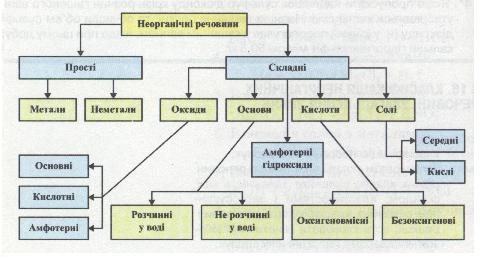 Неорганічні речовини
Прості
Складні
Метали
Неметали
Оксиди
Основи
Кислоти
Солі
Амфотерні
гідроксиди
Середні
Кислі
Основні
Кислотні
Амфотерні
Розчинні
у воді
Не розчинні
у воді
Оксигеновмісні
Безоксигенові